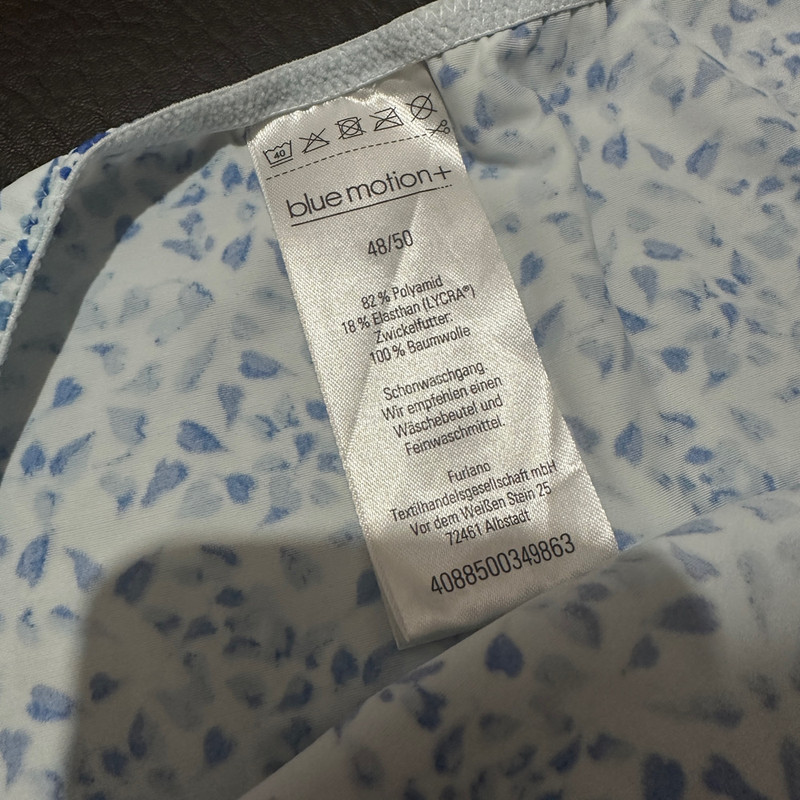 40
blue motion+
48/50
82 % Polyamid
18 % Elasthan (LYCRA®)
Zwickelfutter:
100 % Baumwolle
Schonwaschgang.
Wir empfehlen einen
Wäschebeutel und
Feinwaschmittel.
Furlano
Textilhandelsgesellschaft mbH
Vor dem Weißen Stein 25
72461 Albstadt
4088500349863